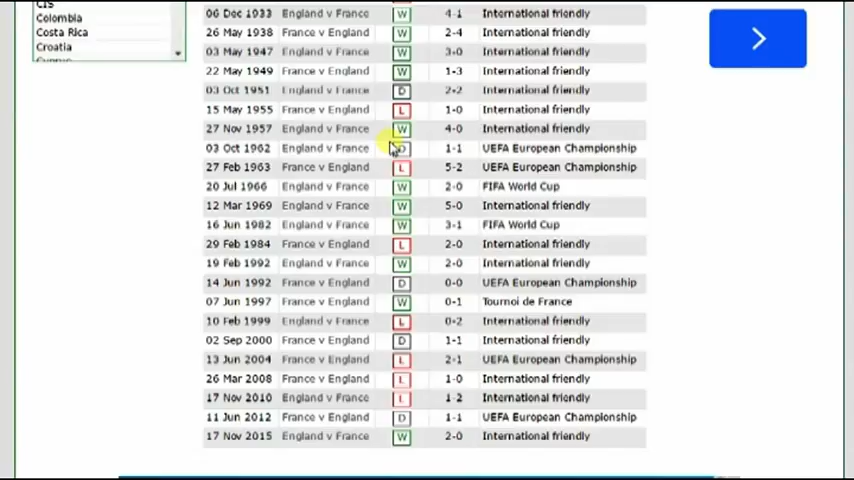 CIS
Colombia
Costa Rica
Croatia
Cyprus
06 Dec 1933 England v France W 4-1 International friendly
26 May 1938 France v England W 2-4 International friendly
03 May 1947 England v France W 3-0 International friendly
22 May 1949 France v England W 1-3 International friendly
03 Oct 1951 England v France D 2-2 International friendly
15 May 1955 France v England L 1-0 International friendly
27 Nov 1957 England v France W 4-0 International friendly
03 Oct 1962 England v France D 1-1 UEFA European Championship
27 Feb 1963 France v England L 5-2 UEFA European Championship
20 Jul 1966 England v France W 2-0 FIFA World Cup
12 Mar 1969 England v France W 5-0 International friendly
16 Jun 1982 England v France W 3-1 FIFA World Cup
29 Feb 1984 France v England L 2-0 International friendly
19 Feb 1992 England v France W 2-0 International friendly
14 Jun 1992 France v England D 0-0 UEFA European Championship
07 Jun 1997 France v England W 0-1 Tournoi de France
10 Feb 1999 England v France L 0-2 International friendly
02 Sep 2000 France v England D 1-1 International friendly
13 Jun 2004 France v England L 2-1 UEFA European Championship
26 Mar 2008 France v England L 1-0 International friendly
17 Nov 2010 England v France L 1-2 International friendly
11 Jun 2012 France v England D 1-1 UEFA European Championship
17 Nov 2015 England v France W 2-0 International friendly